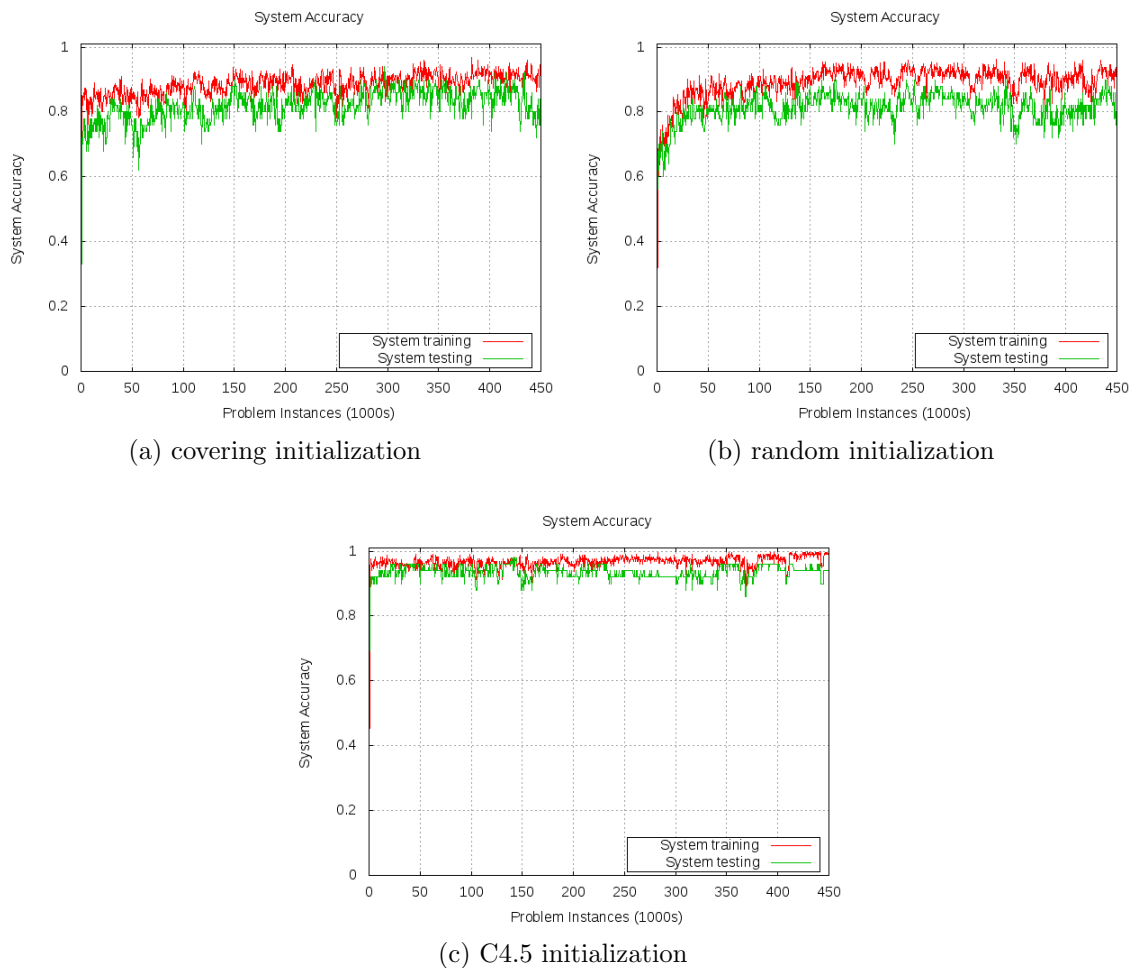 System Accuracy
1
0.8
0.6
0.4
0.2
0
System Accuracy
System training
System testing
0 50 100 150 200 250 300 350 400 450
Problem Instances (1000s)
(a) covering initialization
System Accuracy
1
0.8
0.6
0.4
0.2
0
System Accuracy
System training
System testing
0 50 100 150 200 250 300 350 400 450
Problem Instances (1000s)
(b) random initialization
System Accuracy
1
0.8
0.6
0.4
0.2
0
System Accuracy
System training
System testing
0 50 100 150 200 250 300 350 400 450
Problem Instances (1000s)
(c) C4.5 initialization